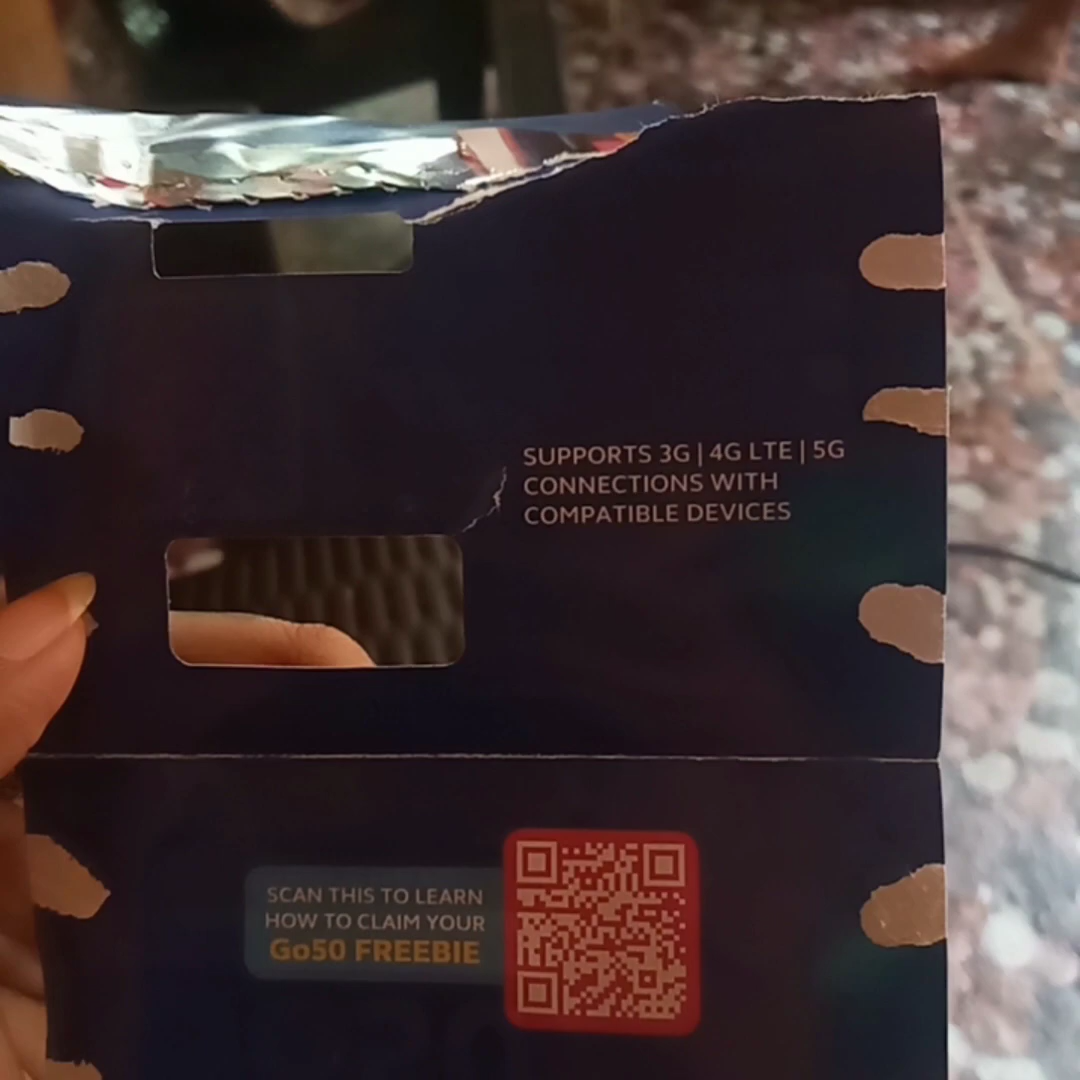 SUPPORTS 3G | 4G LTE | 5G
CONNECTIONS WITH
COMPATIBLE DEVICES
SCAN THIS TO LEARN
HOW TO CLAIM YOUR
Go50 FREEBIE